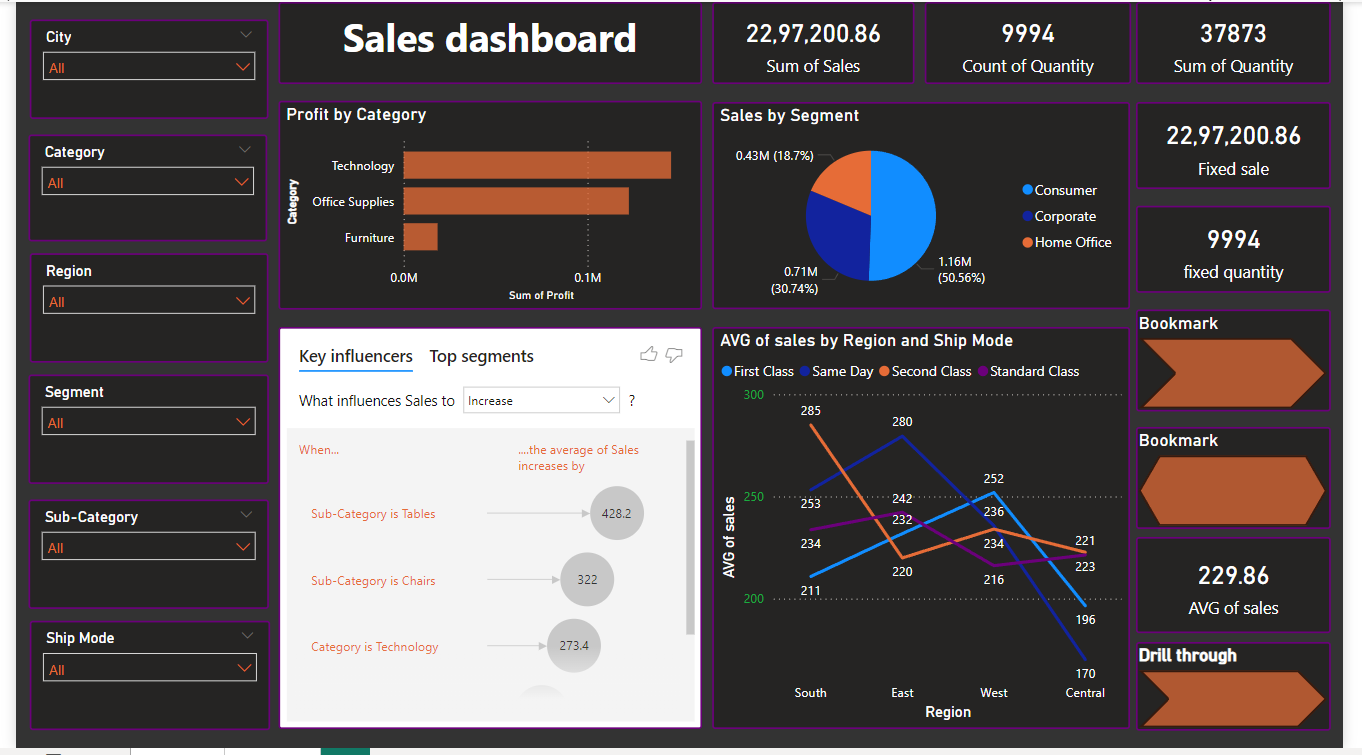 City
All
Category
All
Region
All
Segment
All
Sub-Category
All
Ship Mode
All
Sales dashboard
22,97,200.86
Sum of Sales
9994
Count of Quantity
37873
Sum of Quantity
Profit by Category
Category
Technology
Office Supplies
Furniture
0.0M
0.1M
Sum of Profit
Sales by Segment
0.43M (18.7%)
0.71M
(30.74%)
1.16M
(50.56%)
Consumer
Corporate
Home Office
22,97,200.86
Fixed sale
9994
fixed quantity
Key influencers Top segments
What influences Sales to Increase ?
When...
....the average of Sales
increases by
Sub-Category is Tables
428.2
Sub-Category is Chairs
322
Category is Technology
273.4
AVG of sales by Region and Ship Mode
First Class Same Day Second Class Standard Class
AVG of sales
300
250
200
285
253
234
211
280
242
232
220
252
236
234
216
221
223
196
170
South East West Central
Region
Bookmark
Bookmark
229.86
AVG of sales
Drill through